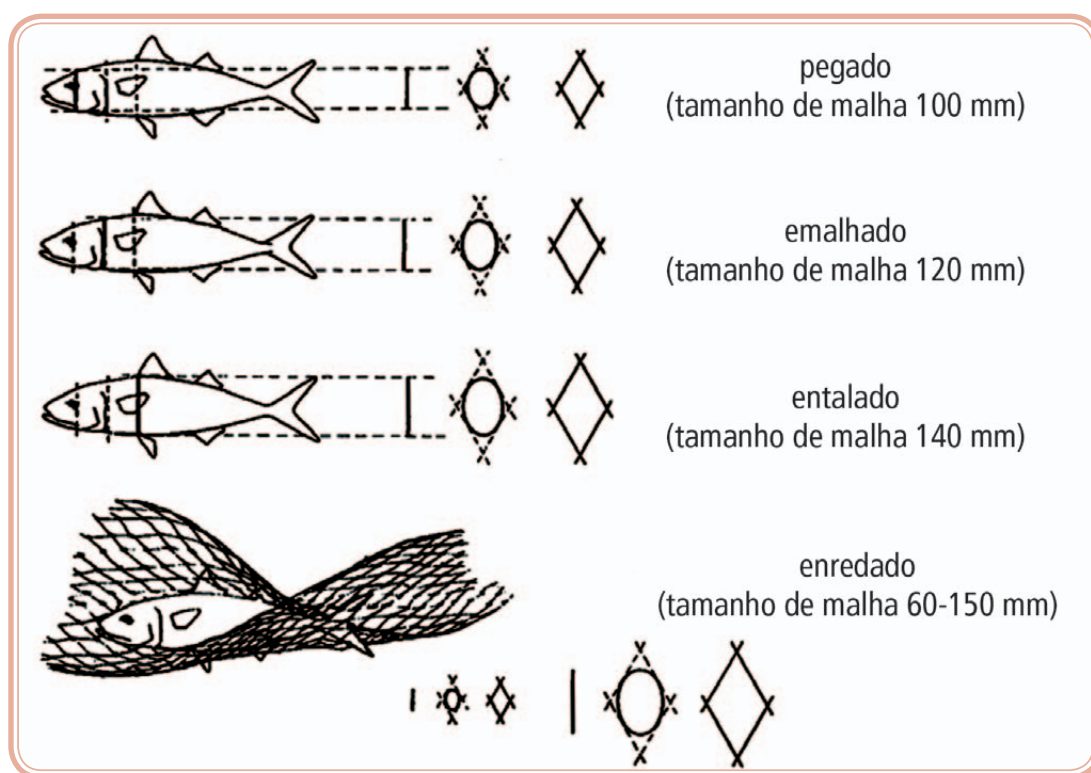 pegado
(tamanho de malha 100 mm)
emalhado
(tamanho de malha 120 mm)
entalado
(tamanho de malha 140 mm)
enredado
(tamanho de malha 60-150 mm)